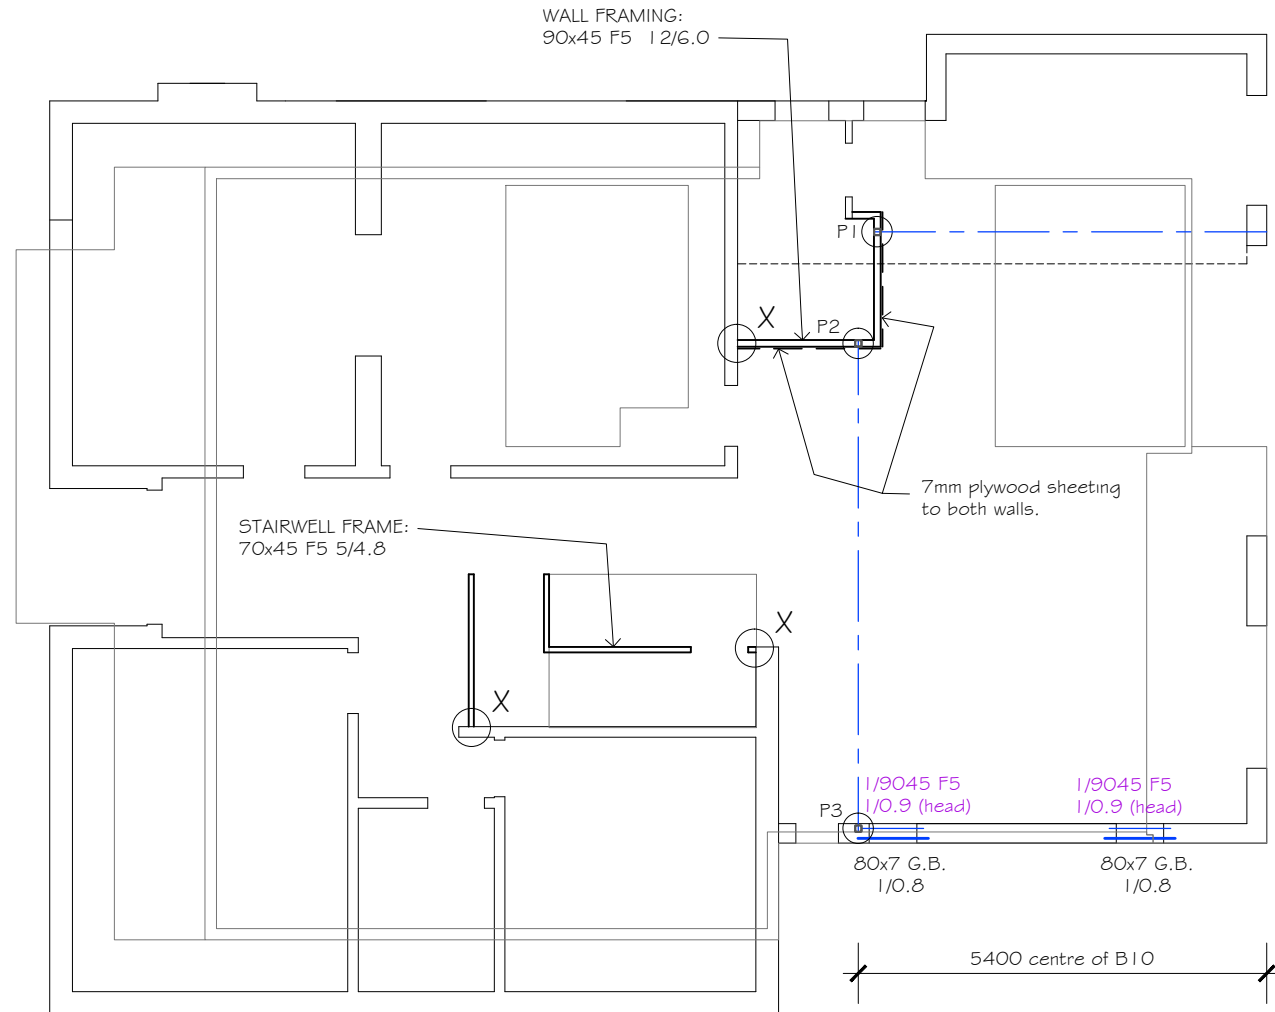 WALL FRAMING:
90x45 F5 12/6.0
P1
X
P2
7mm plywood sheeting
to both walls.
STAIRWELL FRAME:
70x45 F5 5/4.8
X
X
1/9045 F5
1/0.9 (head)
1/9045 F5
1/0.9 (head)
P3
80x7 G.B.
1/0.8
80x7 G.B.
1/0.8
5400 centre of B10